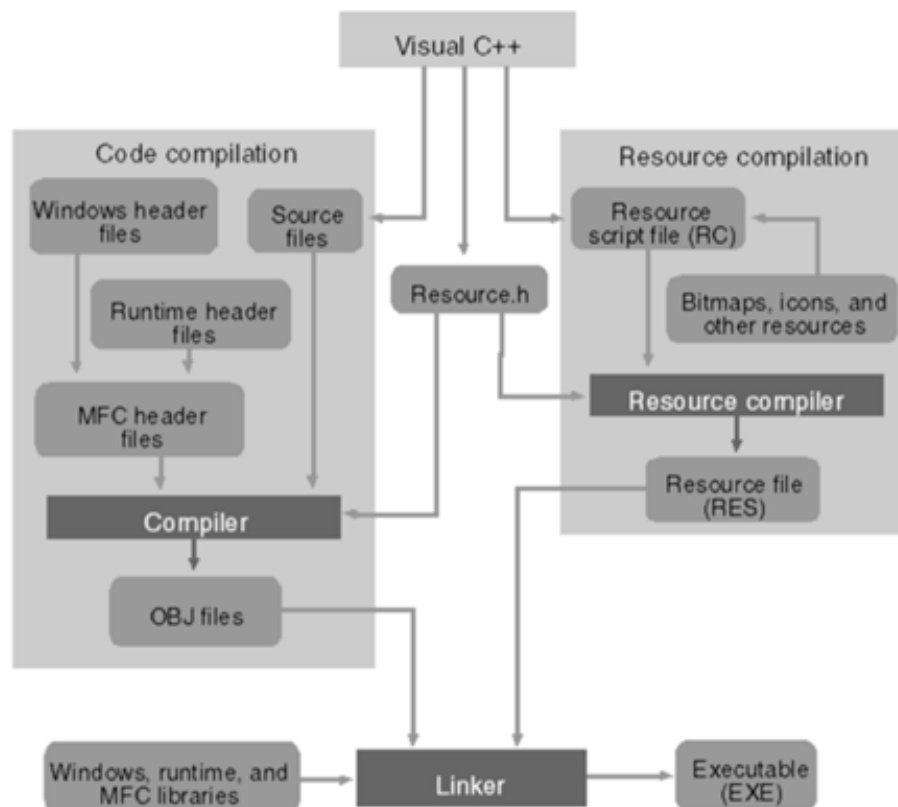 Visual C++
Code compilation
Windows header
files
Source
files
Runtime header
files
MFC header
files
Compiler
OBJ files
Resource.h
Resource compilation
Resource
script file (RC)
Bitmaps, icons, and
other resources
Resource compiler
Resource file
(RES)
Windows, runtime, and
MFC libraries
Linker
Executable
(EXE)